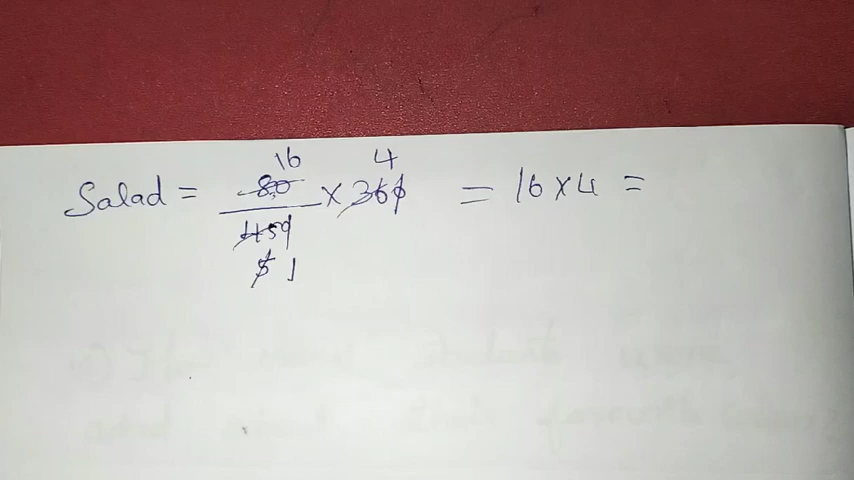 16 4
Salad = 80 × 360 = 16 × 4 =
450
5 1